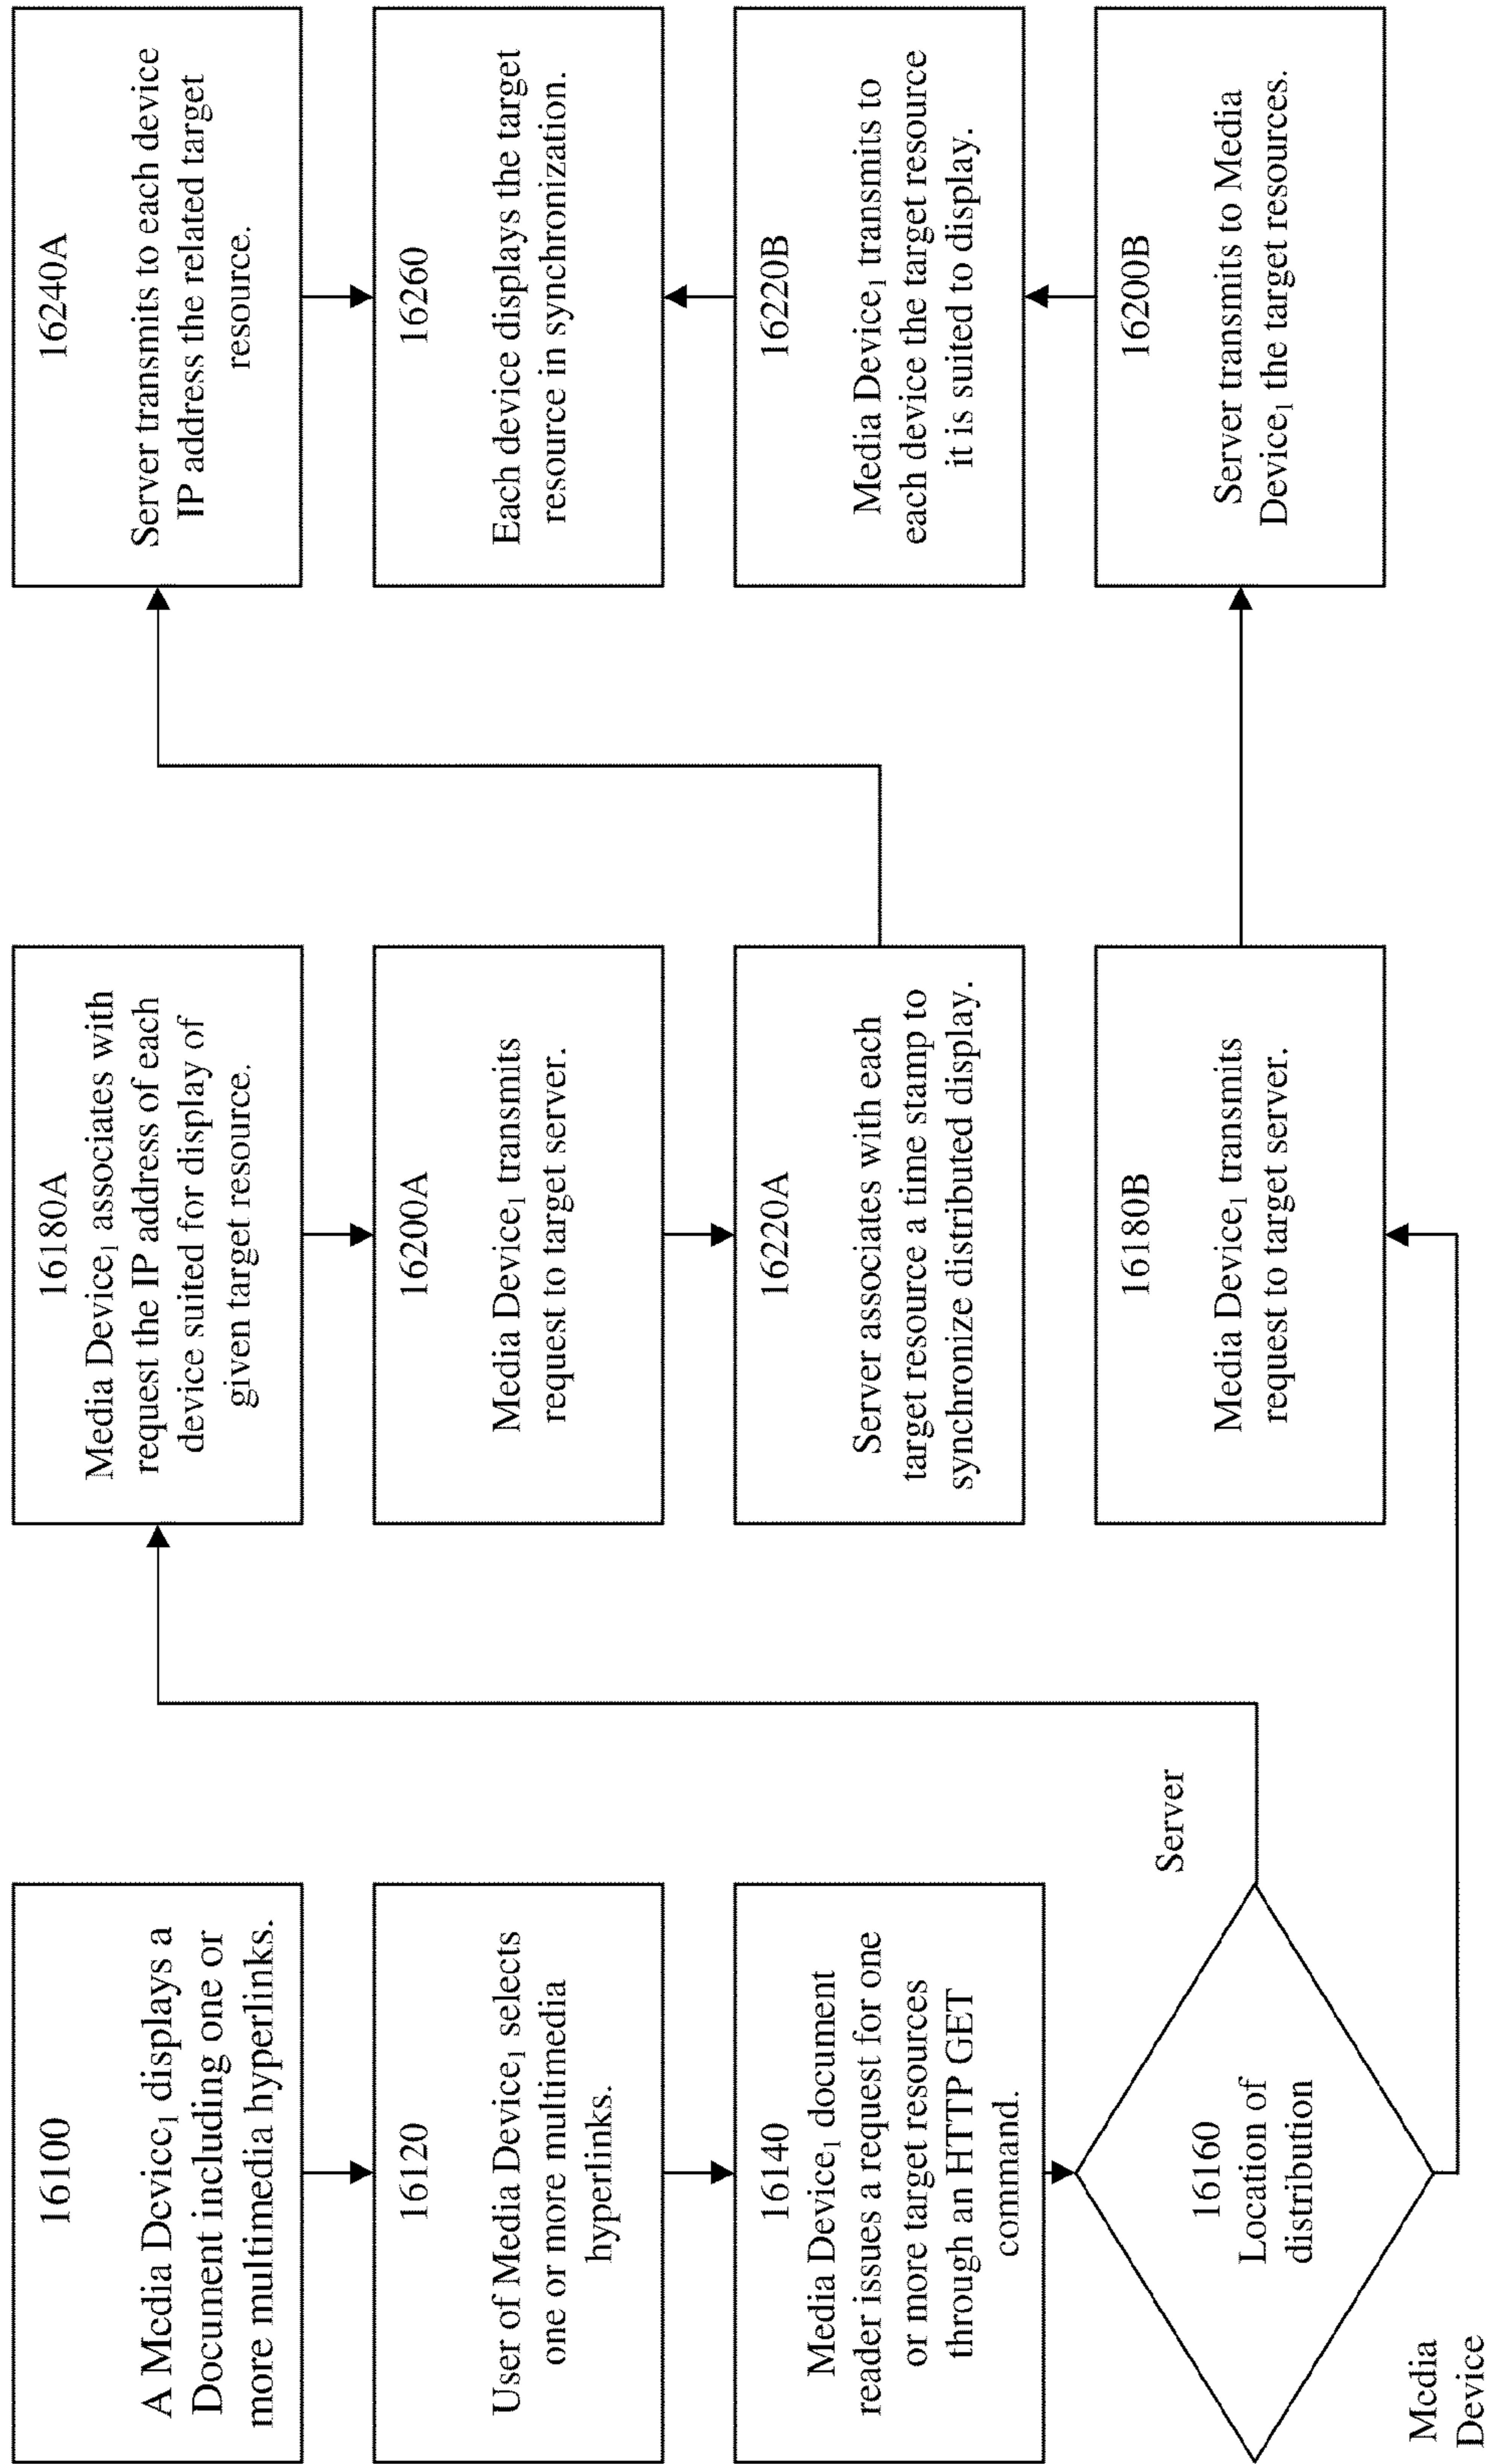 16100
A Media Device1 displays a
Document including one or
more multimedia hyperlinks.
16120
User of Media Device1 selects
one or more multimedia
hyperlinks.
16140
Media Device1 document
reader issues a request for one
or more target resources
through an HTTP GET
command.
16160
Location of
distribution
Server
Media
Device
16180A
Media Device1 associates with
request the IP address of each
device suited for display of
given target resource.
16200A
Media Device1 transmits
request to target server.
16220A
Server associates with each
target resource a time stamp to
synchronize distributed display.
16180B
Media Device1 transmits
request to target server.
16240A
Server transmits to each device
IP address the related target
resource.
16260
Each device displays the target
resource in synchronization.
16220B
Media Device1 transmits to
each device the target resource
it is suited to display.
16200B
Server transmits to Media
Device1 the target resources.